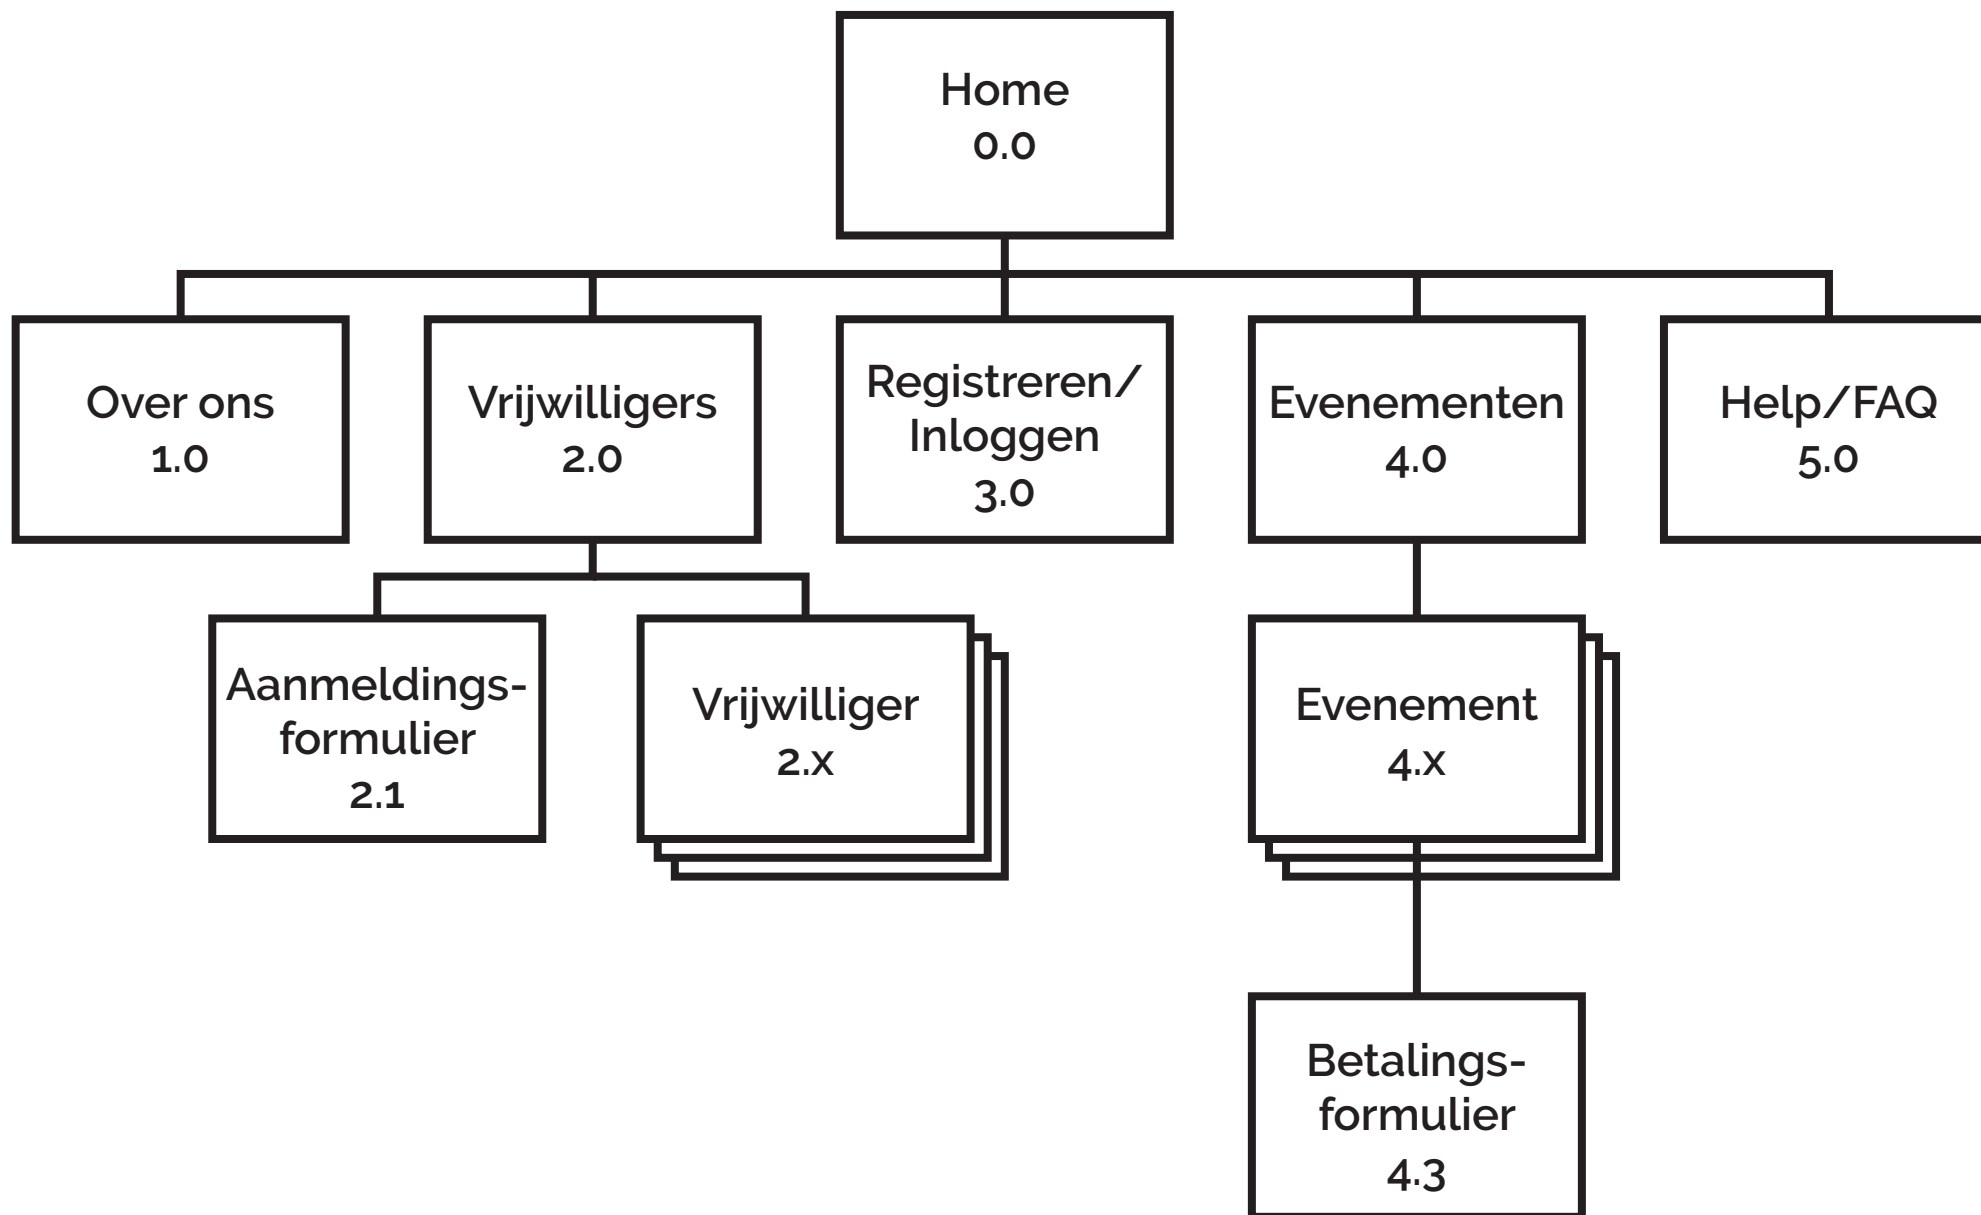 Home
0.0
Over ons
1.0
Vrijwilligers
2.0
Registreren/
Inloggen
3.0
Evenementen
4.0
Help/FAQ
5.0
Aanmeldings-
formulier
2.1
Vrijwilliger
2.x
Evenement
4.x
Betalings-
formulier
4.3